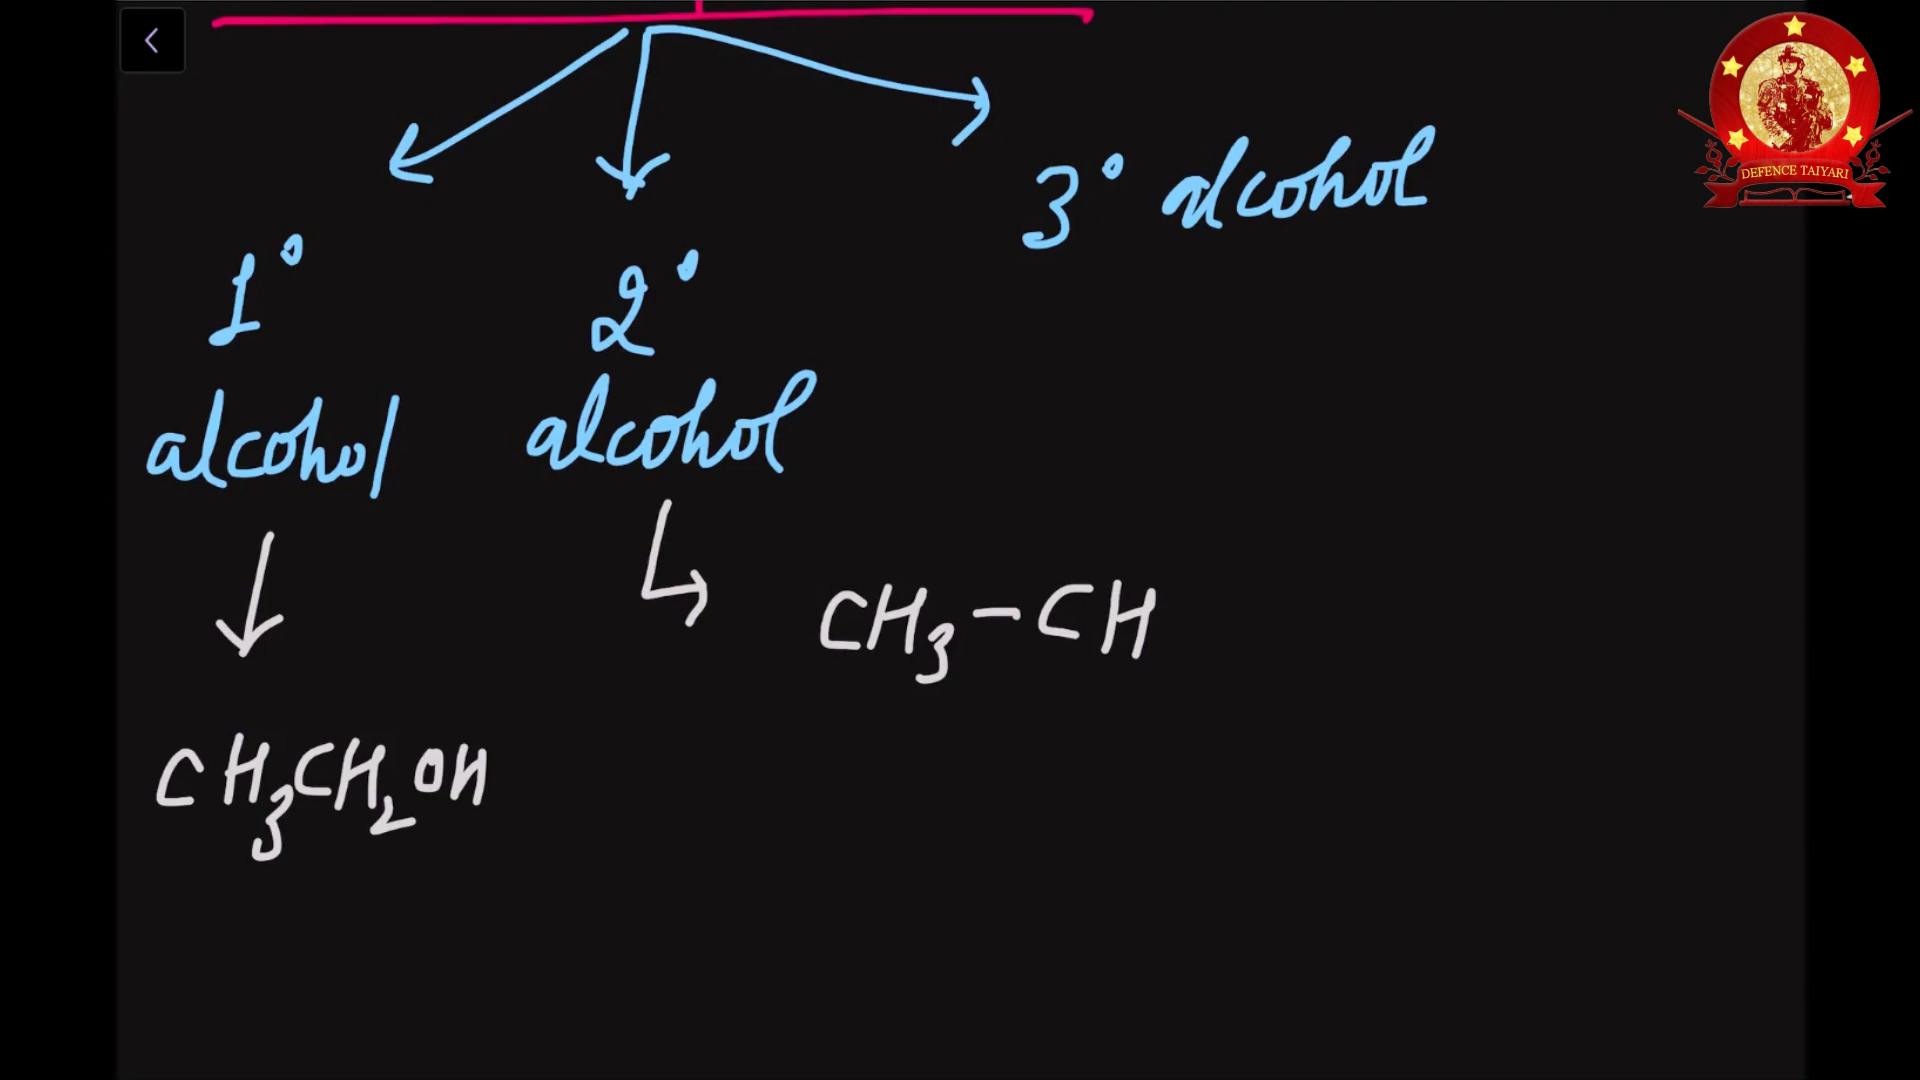 DEFENCE TAIYARI
3° alcohol
1°
alcohol
2°
alcohol
CH₃-CH
CH₃CH₂OH